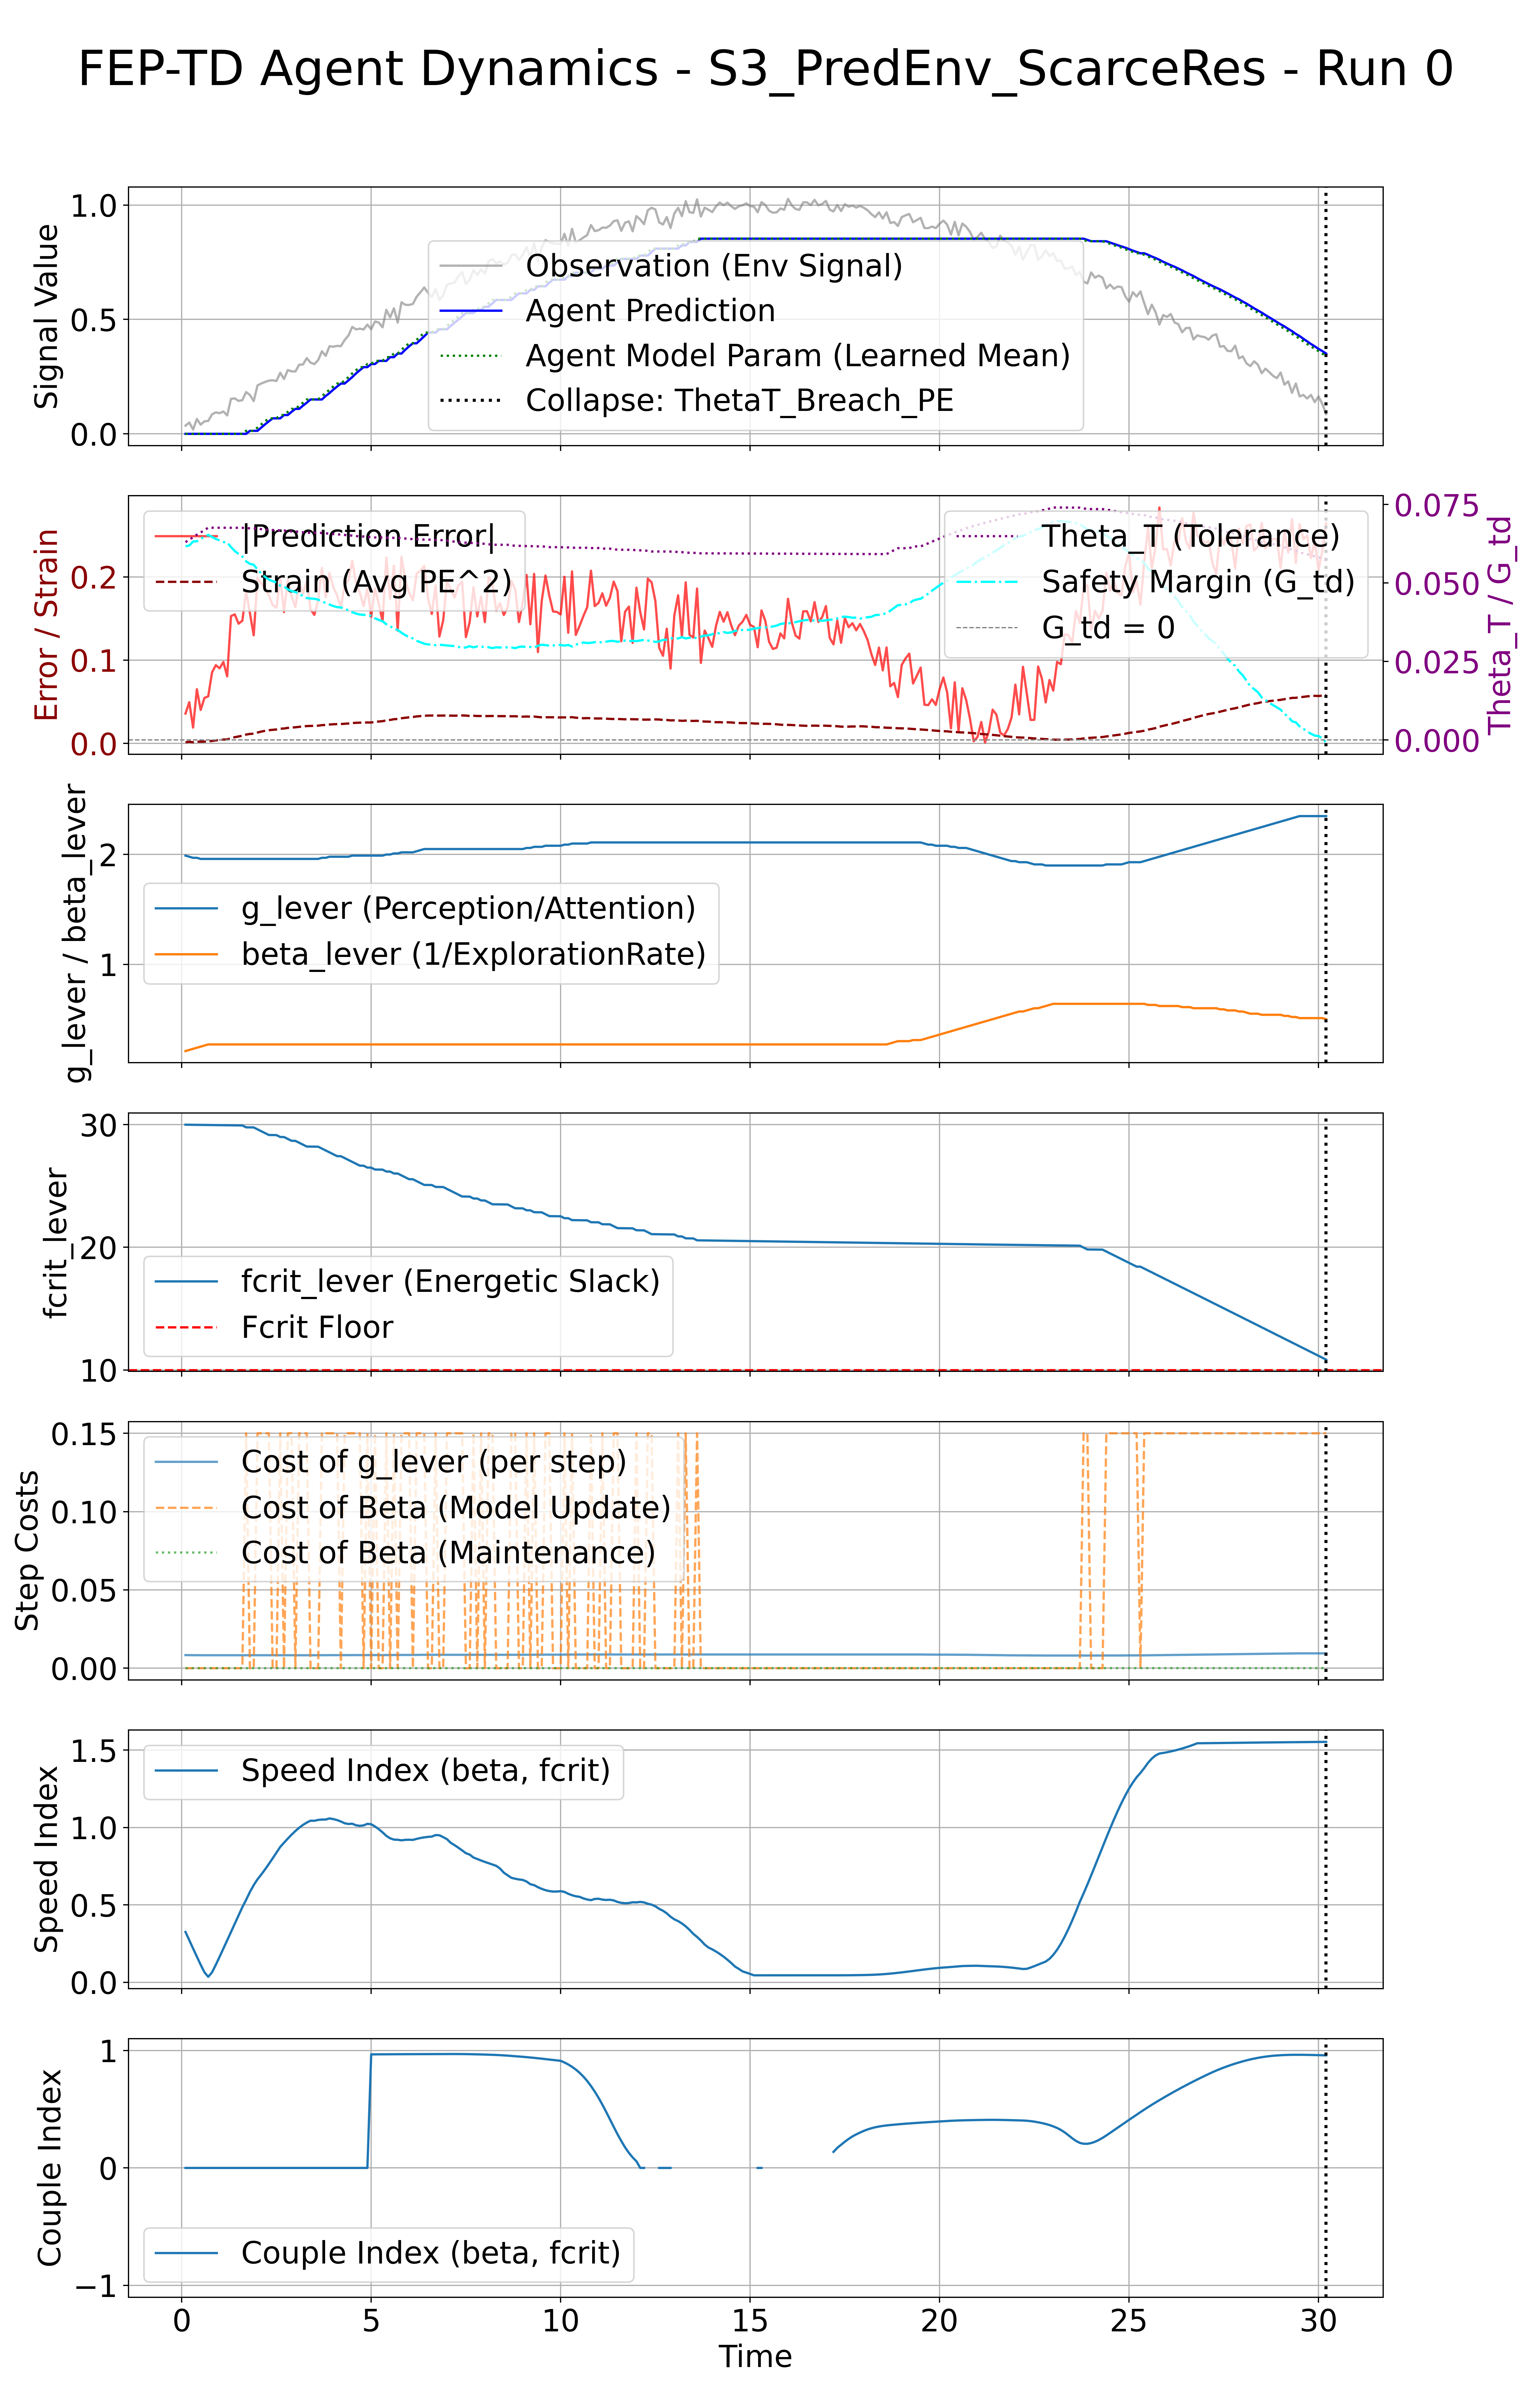 FEP-TD Agent Dynamics - S3_PredEnv_ScarceRes - Run 0
Signal Value
1.0
0.5
0.0
Observation (Env Signal)
Agent Prediction
Agent Model Param (Learned Mean)
Collapse: ThetaT_Breach_PE
Error / Strain
0.2
0.1
0.0
|Prediction Error|
Strain (Avg PE^2)
Theta_T (Tolerance)
Safety Margin (G_td)
G_td = 0
0.075
0.050
0.025
0.000
Theta_T / G_td
g_lever / beta_lever
2
1
g_lever (Perception/Attention)
beta_lever (1/ExplorationRate)
fcrit_lever
30
20
10
fcrit_lever (Energetic Slack)
Fcrit Floor
Step Costs
0.15
0.10
0.05
0.00
Cost of g_lever (per step)
Cost of Beta (Model Update)
Cost of Beta (Maintenance)
Speed Index
1.5
1.0
0.5
0.0
Speed Index (beta, fcrit)
Couple Index
1
0
−1
Couple Index (beta, fcrit)
0 5 10 15 20 25 30
Time